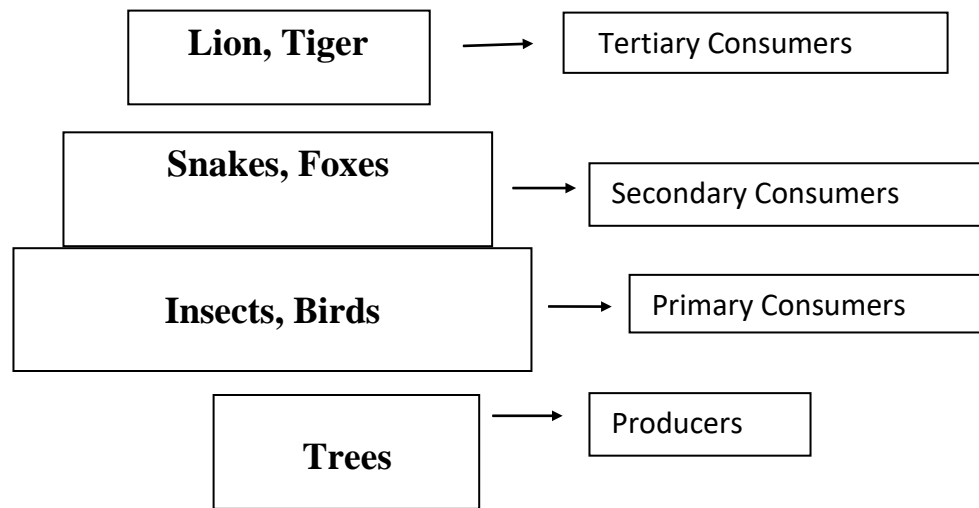 Lion, Tiger
Tertiary Consumers
Snakes, Foxes
Secondary Consumers
Insects, Birds
Primary Consumers
Trees
Producers